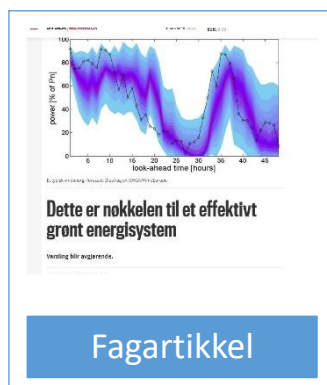 power [% of Pn]
100
80
60
40
20
0
5 10 15 20 25 30 35 40 45
look-ahead time [hours]
Dette er nøkkelen til et effektivt
grønt energisystem
Varsling blir avgjørende.
Fagartikkel